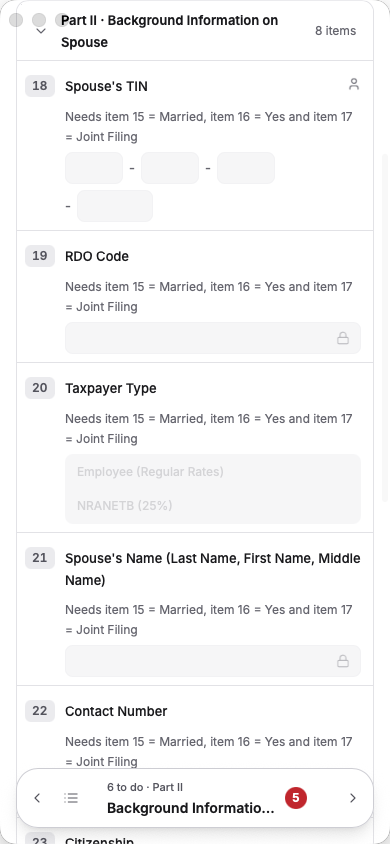 Part II · Background Information on
Spouse
8 items
18
Spouse's TIN
Needs item 15 = Married, item 16 = Yes and item 17
= Joint Filing
- - -
19
RDO Code
Needs item 15 = Married, item 16 = Yes and item 17
= Joint Filing
20
Taxpayer Type
Needs item 15 = Married, item 16 = Yes and item 17
= Joint Filing
Employee (Regular Rates)
NRANETB (25%)
21
Spouse's Name (Last Name, First Name, Middle
Name)
Needs item 15 = Married, item 16 = Yes and item 17
= Joint Filing
22
Contact Number
Needs item 15 = Married, item 16 = Yes and item 17
= Joint Filing
6 to do · Part II
Background Informatio...
5
23
Citizenship